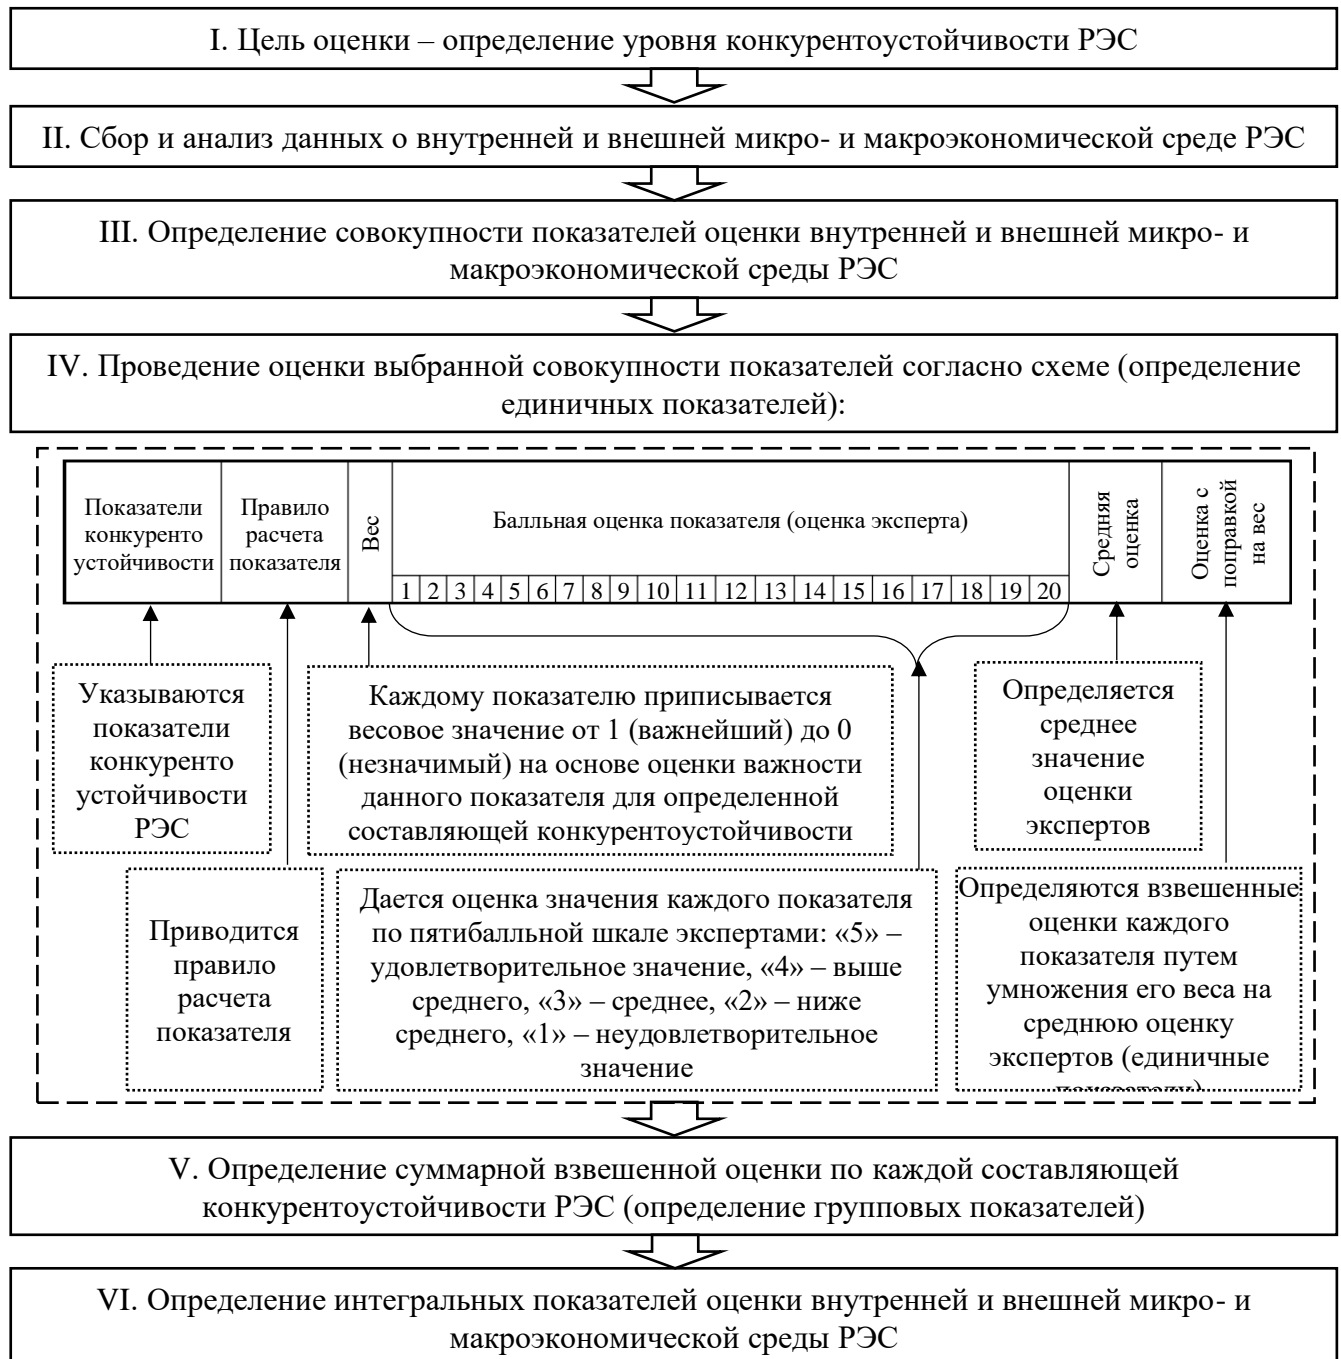 I. Цель оценки – определение уровня конкурентоустойчивости РЭС
II. Сбор и анализ данных о внутренней и внешней микро- и макроэкономической среде РЭС
III. Определение совокупности показателей оценки внутренней и внешней микро- и
макроэкономической среды РЭС
IV. Проведение оценки выбранной совокупности показателей согласно схеме (определение
единичных показателей):
Показатели
конкуренто
устойчивости
Правило
расчета
показателя
Вес
Балльная оценка показателя (оценка эксперта)
1 2 3 4 5 6 7 8 9 10 11 12 13 14 15 16 17 18 19 20
Средняя
оценка
Оценка с
поправкой
на вес
Указываются
показатели
конкуренто
устойчивости
РЭС
Каждому показателю приписывается
весовое значение от 1 (важнейший) до 0
(незначимый) на основе оценки важности
данного показателя для определенной
составляющей конкурентоустойчивости
Определяется
среднее
значение
оценки
экспертов
Приводится
правило
расчета
показателя
Дается оценка значения каждого показателя
по пятибалльной шкале экспертами: «5» –
удовлетворительное значение, «4» – выше
среднего, «3» – среднее, «2» – ниже
среднего, «1» – неудовлетворительное
значение
Определяются взвешенные
оценки каждого
показателя путем
умножения его веса на
среднюю оценку
экспертов (единичные
V. Определение суммарной взвешенной оценки по каждой составляющей
конкурентоустойчивости РЭС (определение групповых показателей)
VI. Определение интегральных показателей оценки внутренней и внешней микро- и
макроэкономической среды РЭС